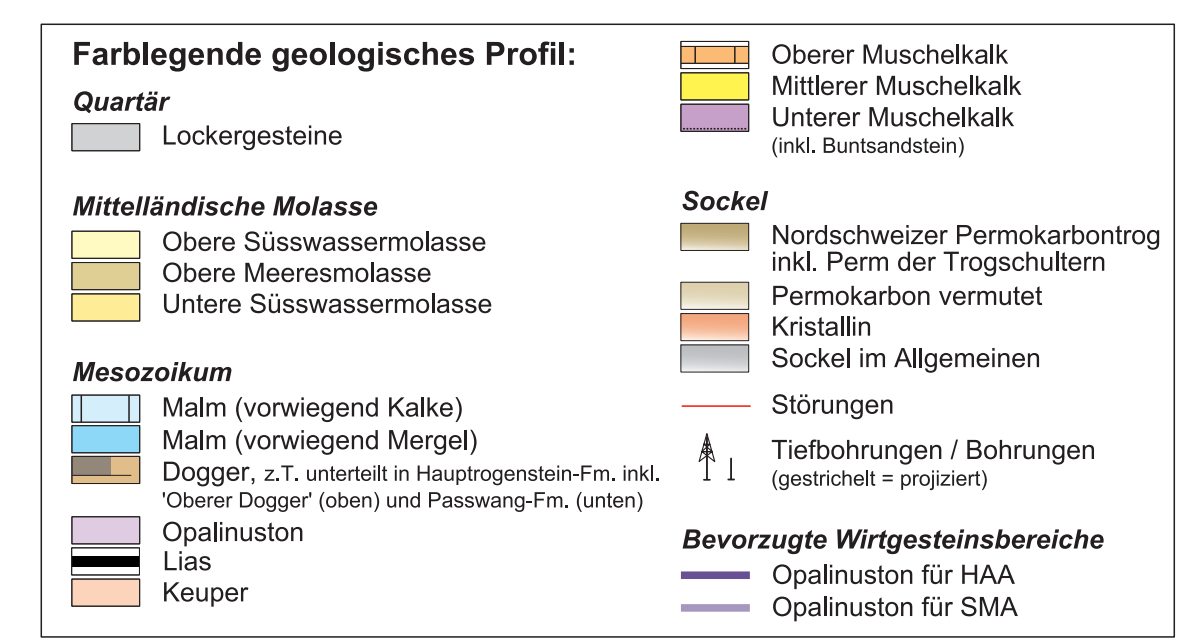 Farblegende geologisches Profil:
Quartär
Lockergesteine
Mittelländische Molasse
Obere Süsswassermolasse
Obere Meeresmolasse
Untere Süsswassermolasse
Mesozoikum
Malm (vorwiegend Kalke)
Malm (vorwiegend Mergel)
Dogger, z.T. unterteilt in Hauptrogenstein-Fm. inkl.
'Oberer Dogger' (oben) und Passwang-Fm. (unten)
Opalinuston
Lias
Keuper
Oberer Muschelkalk
Mittlerer Muschelkalk
Unterer Muschelkalk
(inkl. Buntsandstein)
Sockel
Nordschweizer Permokarbontrog
inkl. Perm der Trogschultern
Permokarbon vermutet
Kristallin
Sockel im Allgemeinen
Störungen
Tiefbohrungen / Bohrungen
(gestrichelt = projiziert)
Bevorzugte Wirtgesteinsbereiche
Opalinuston für HAA
Opalinuston für SMA